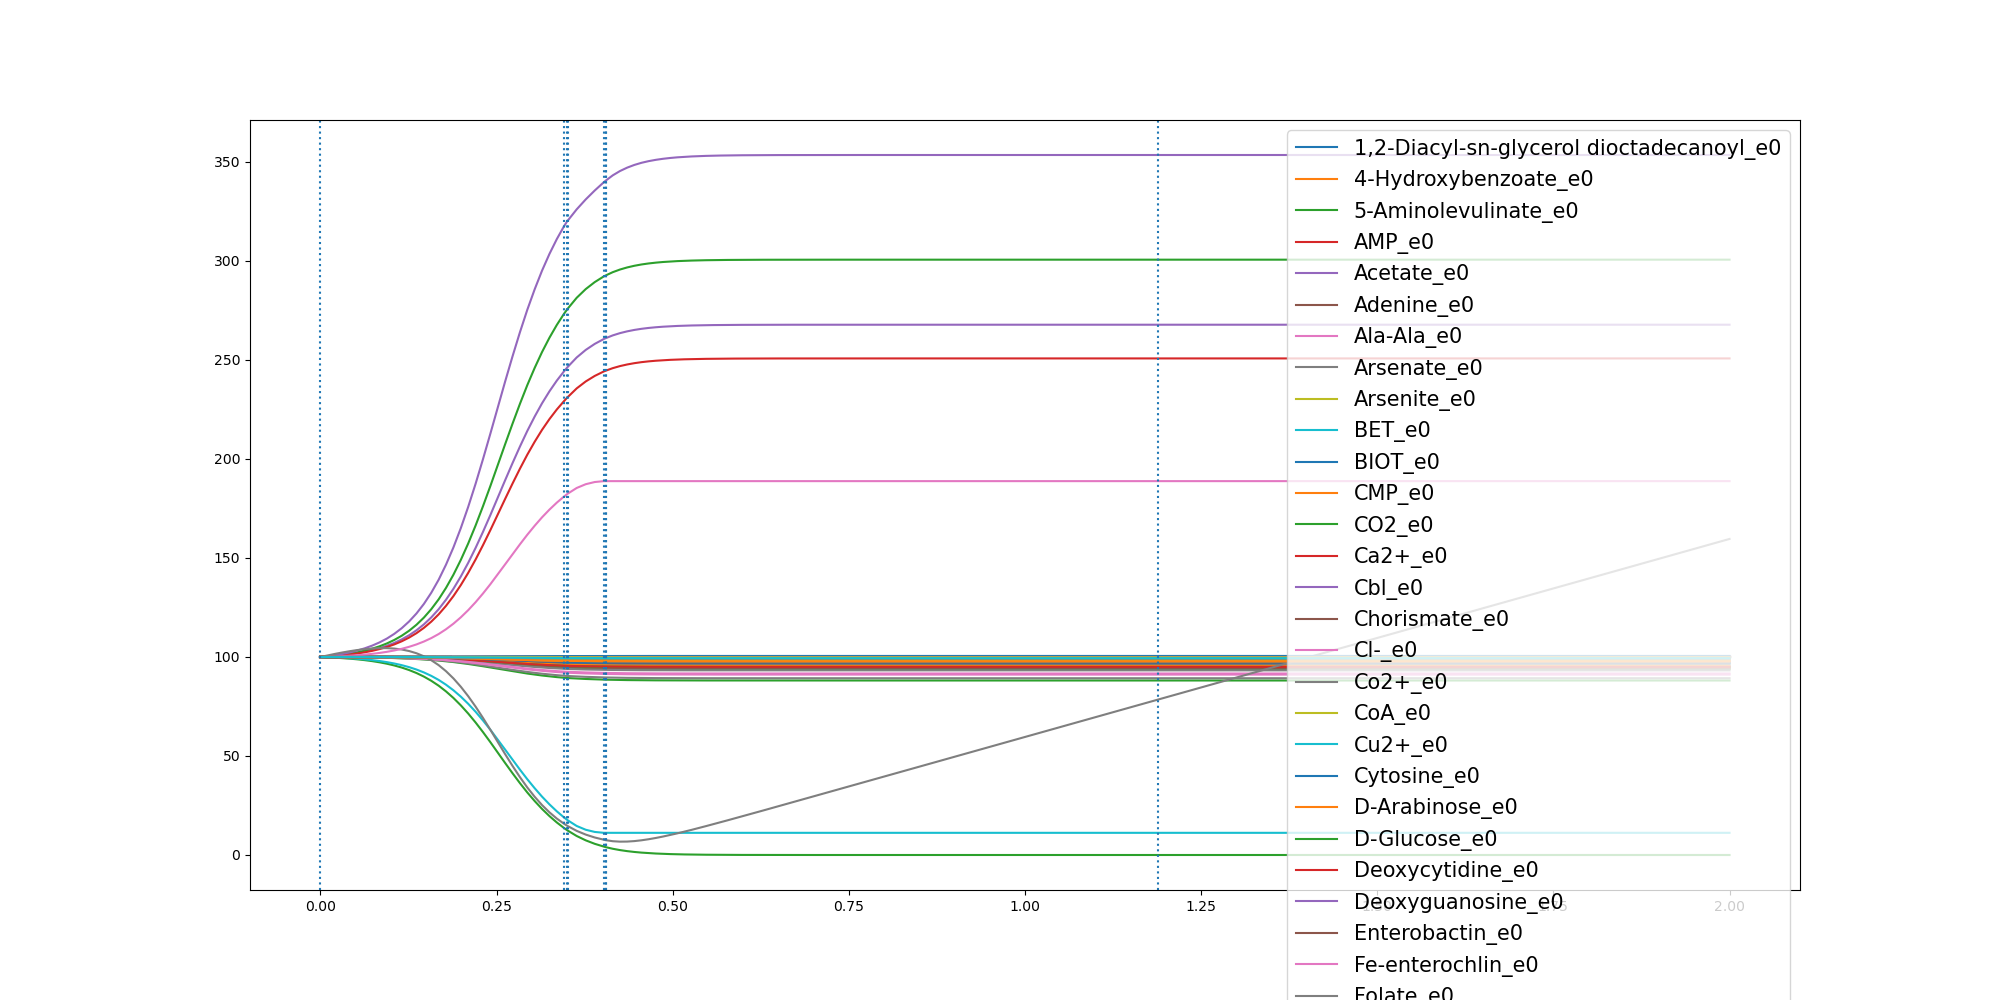 350
300
250
200
150
100
50
0
0.00
0.25
0.50
0.75
1.00
1.25
2.00
1,2-Diacyl-sn-glycerol dioctadecanoyl_e0
4-Hydroxybenzoate_e0
5-Aminolevulinate_e0
AMP_e0
Acetate_e0
Adenine_e0
Ala-Ala_e0
Arsenate_e0
Arsenite_e0
BET_e0
BIOT_e0
CMP_e0
CO2_e0
Ca2+_e0
Cbl_e0
Chorismate_e0
Cl-_e0
Co2+_e0
CoA_e0
Cu2+_e0
Cytosine_e0
D-Arabinose_e0
D-Glucose_e0
Deoxycytidine_e0
Deoxyguanosine_e0
Enterobactin_e0
Fe-enterochlin_e0
Folate_e0